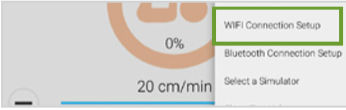 WIFI Connection Setup
0%
Bluetooth Connection Setup
Select a Simulator
20 cm/min